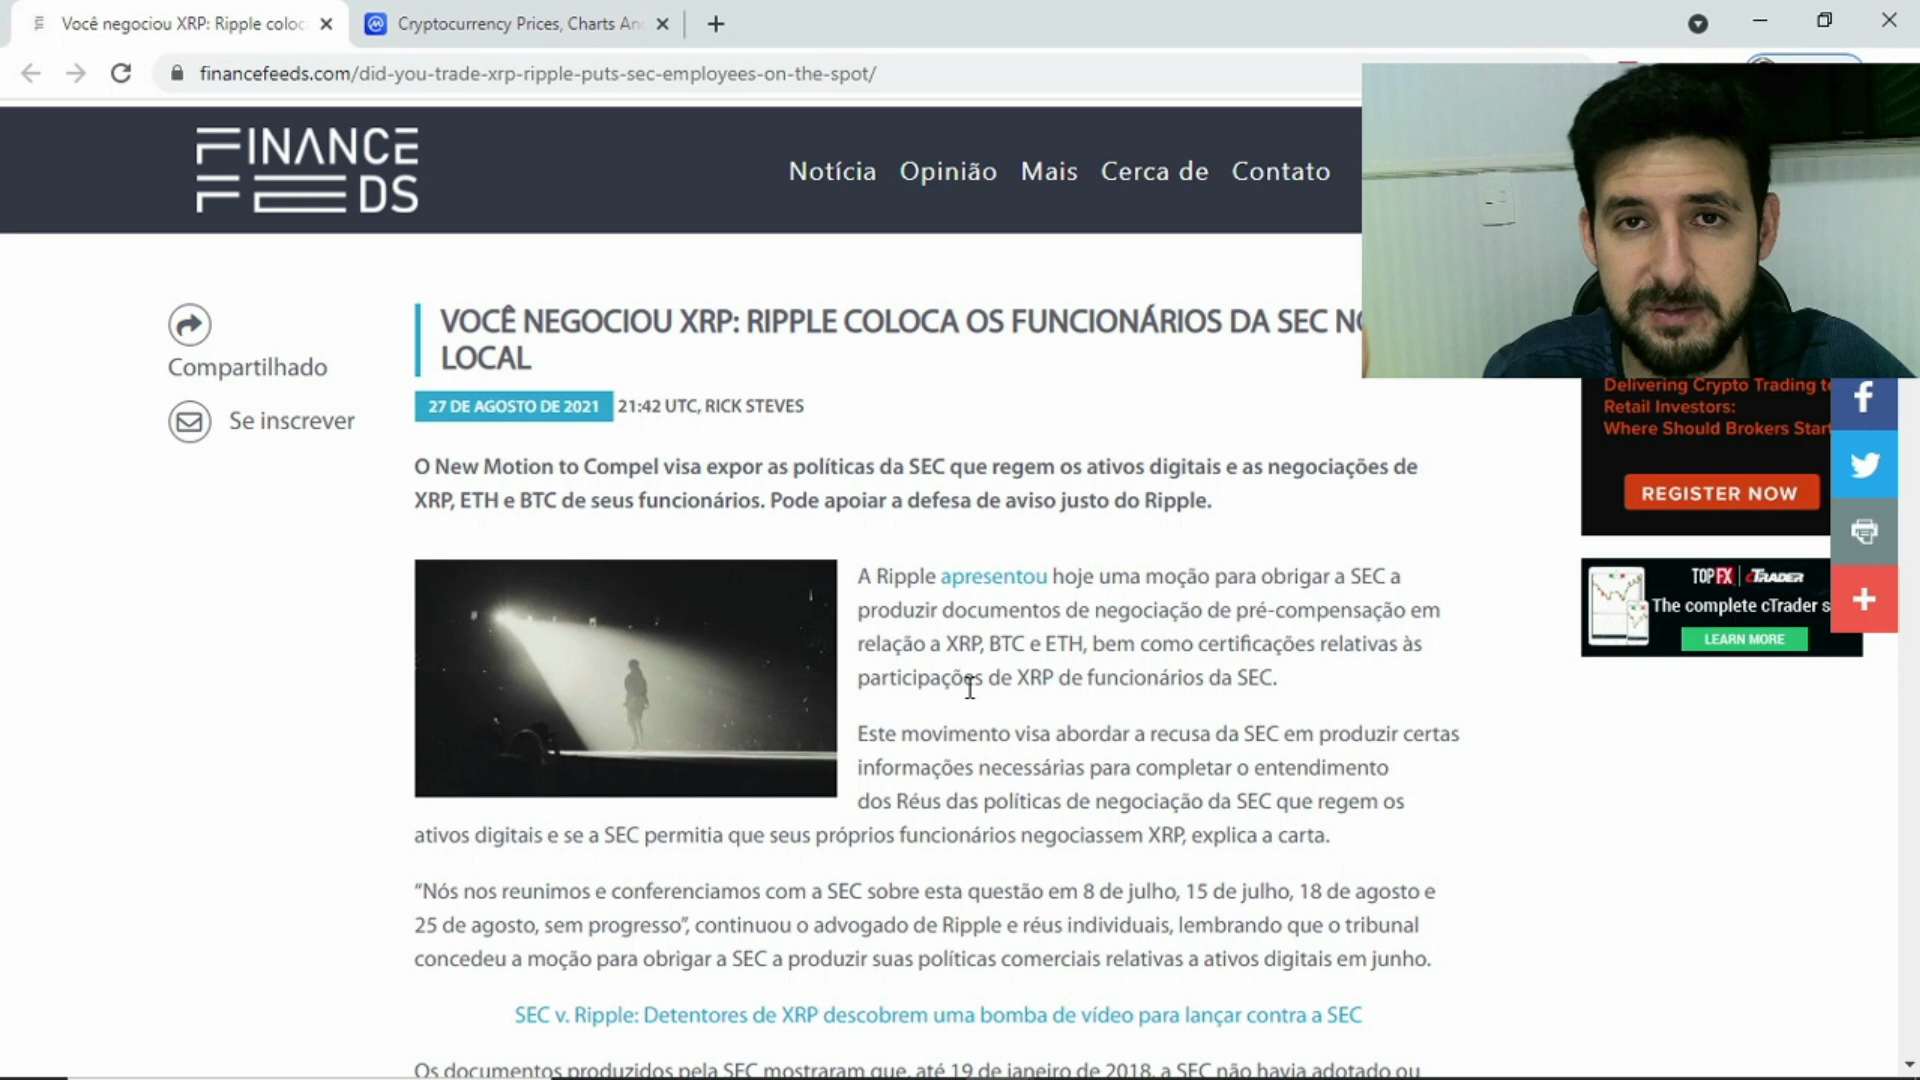 Você negociou XRP: Ripple coloc
Cryptocurrency Prices, Charts An
financefeeds.com/did-you-trade-xrp-ripple-puts-sec-employees-on-the-spot/
FINANCE
FEEDS
Notícia Opinião Mais Cerca de Contato
Compartilhado
Se inscrever
VOCÊ NEGOCIOU XRP: RIPPLE COLOCA OS FUNCIONÁRIOS DA SEC NO
LOCAL
27 DE AGOSTO DE 2021 21:42 UTC, RICK STEVES
O New Motion to Compel visa expor as políticas da SEC que regem os ativos digitais e as negociações de
XRP, ETH e BTC de seus funcionários. Pode apoiar a defesa de aviso justo do Ripple.
A Ripple apresentou hoje uma moção para obrigar a SEC a
produzir documentos de negociação de pré-compensação em
relação a XRP, BTC e ETH, bem como certificações relativas às
participações de XRP de funcionários da SEC.
Este movimento visa abordar a recusa da SEC em produzir certas
informações necessárias para completar o entendimento
dos Réus das políticas de negociação da SEC que regem os
ativos digitais e se a SEC permitia que seus próprios funcionários negociassem XRP, explica a carta.
“Nós nos reunimos e conferenciamos com a SEC sobre esta questão em 8 de julho, 15 de julho, 18 de agosto e
25 de agosto, sem progresso”, continuou o advogado de Ripple e réus individuais, lembrando que o tribunal
concedeu a moção para obrigar a SEC a produzir suas políticas comerciais relativas a ativos digitais em junho.
SEC v. Ripple: Detentores de XRP descobrem uma bomba de vídeo para lançar contra a SEC
Os documentos produzidos pela SEC mostraram que, até 19 de janeiro de 2018, a SEC não havia adotado ou
Delivering Crypto Trading to
Retail Investors:
Where Should Brokers Start
REGISTER NOW
TOPFX cTRADER
The complete cTrader s
LEARN MORE